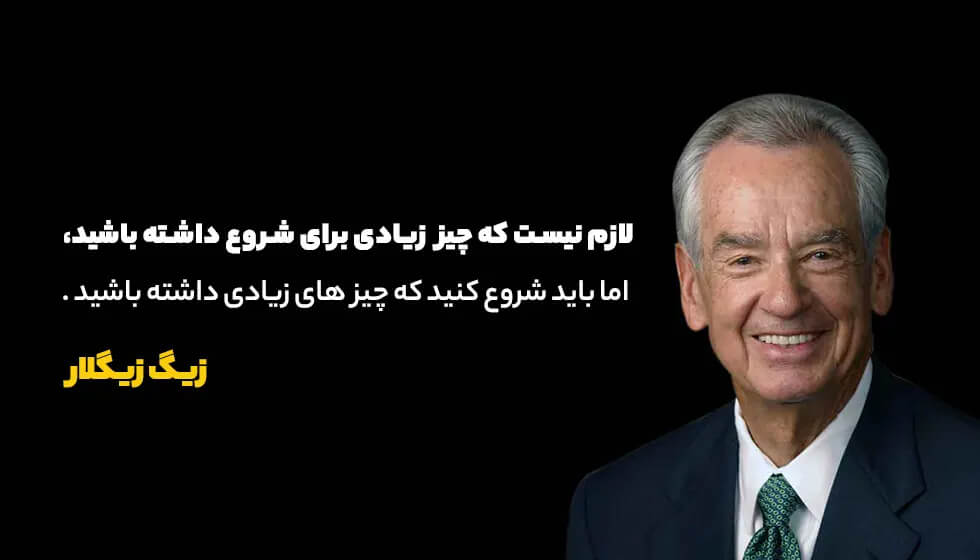 لازم نیست که چیز زیادی برای شروع داشته باشید،
اما باید شروع کنید که چیز های زیادی داشته باشید .
زیگ زیگلار